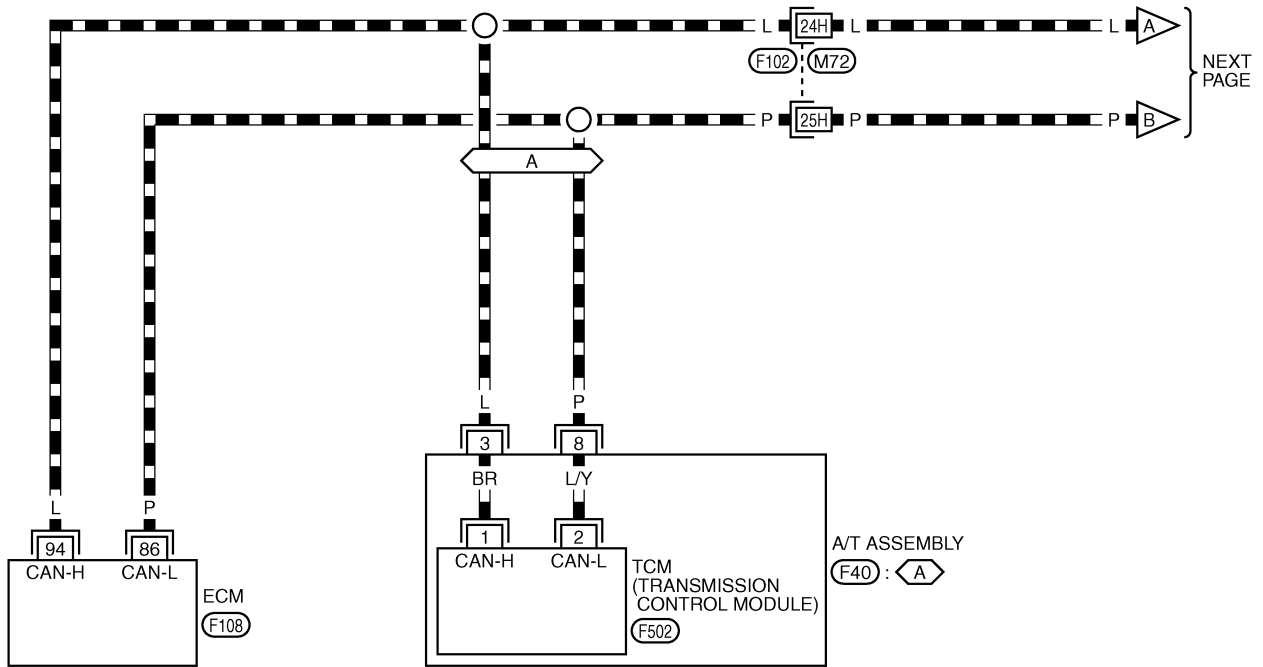 L 24H L L A
F102 M72
NEXT
PAGE
P 25H P P B
A
L P
3 8
BR L/Y
L P
94 86
1 2
CAN-H CAN-L
CAN-H CAN-L
ECM
F108
TCM
(TRANSMISSION
CONTROL MODULE)
F502
A/T ASSEMBLY
F40 : A